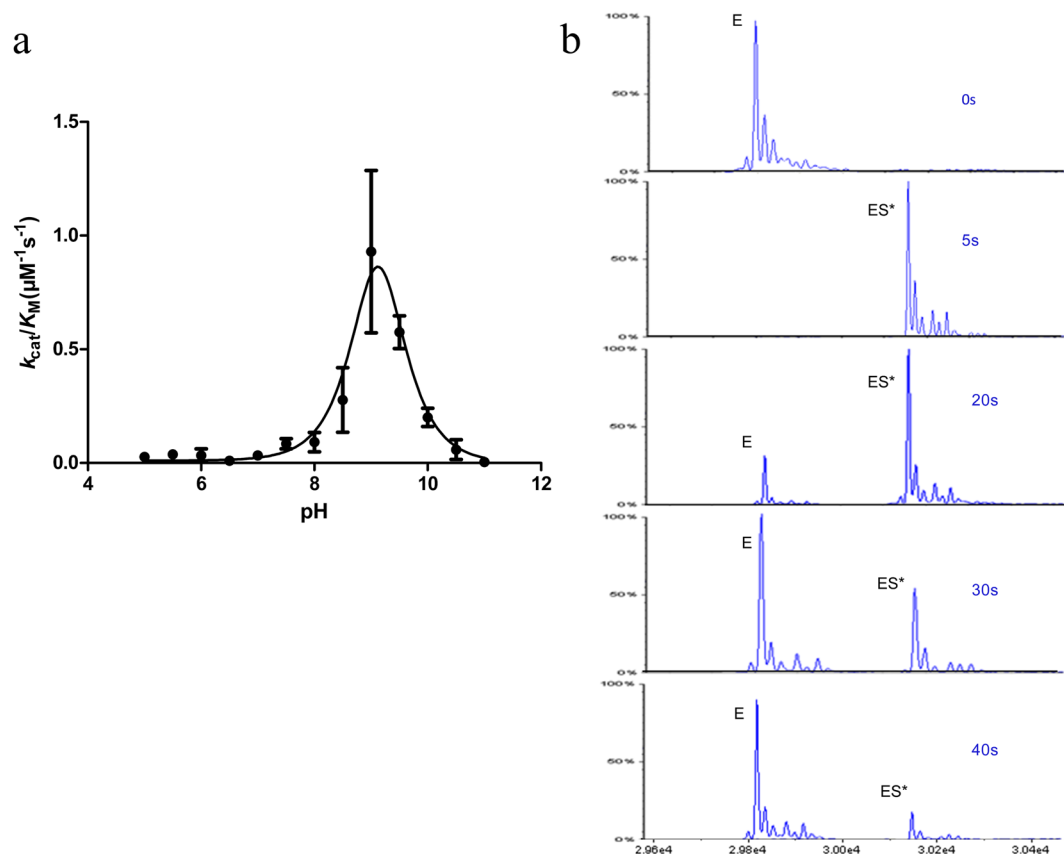 a
1.5
1.0
0.5
0.0
kcat/KM(µM⁻¹s⁻¹)
4 6 8 10 12
pH
b
100%
50%
0%
E
0s
100%
50%
0%
ES*
5s
100%
50%
0%
E
ES*
20s
100%
50%
0%
E
ES*
30s
100%
50%
0%
E
ES*
40s
2.96e4 2.98e4 3.00e4 3.02e4 3.04e4